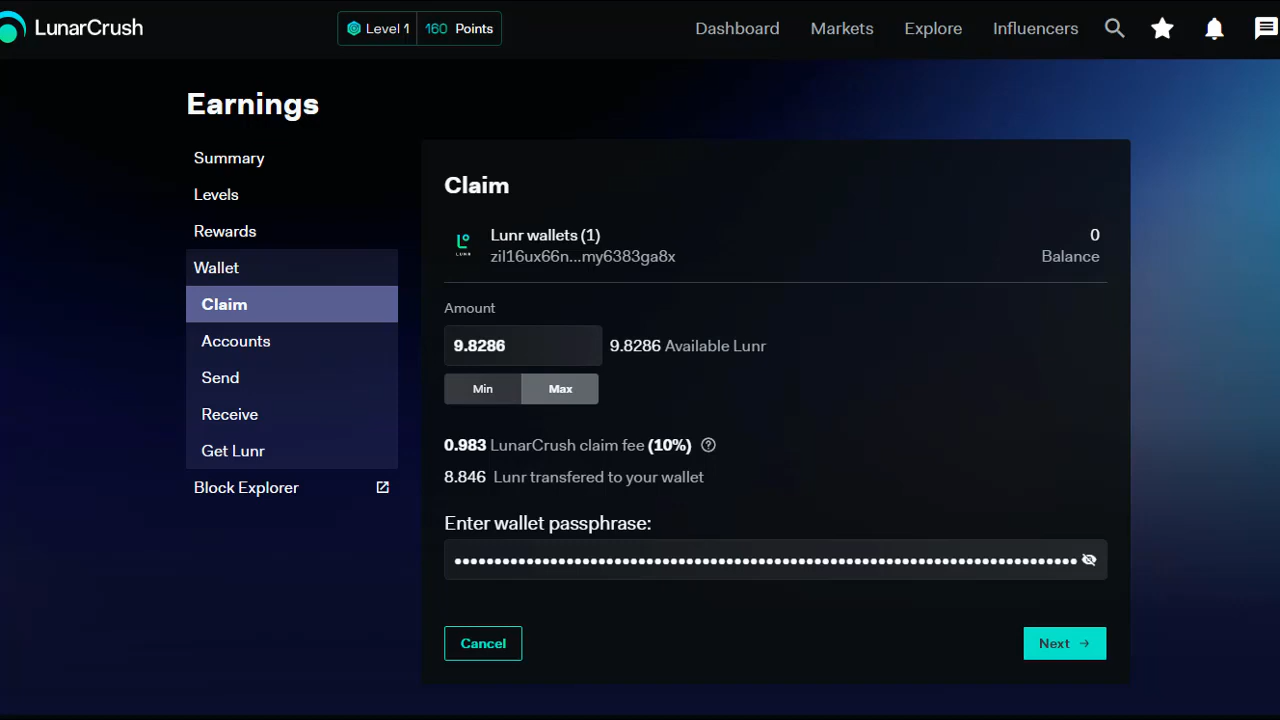 LunarCrush
Level 1 160 Points
Dashboard Markets Explore Influencers
Earnings
Summary
Levels
Rewards
Wallet
Claim
Accounts
Send
Receive
Get Lunr
Block Explorer
Claim
LUNR
Lunr wallets (1)
zil16ux66n...my6383ga8x
0
Balance
Amount
9.8286 9.8286 Available Lunr
Min Max
0.983 LunarCrush claim fee (10%) ?
8.846 Lunr transfered to your wallet
Enter wallet passphrase:
Cancel Next →